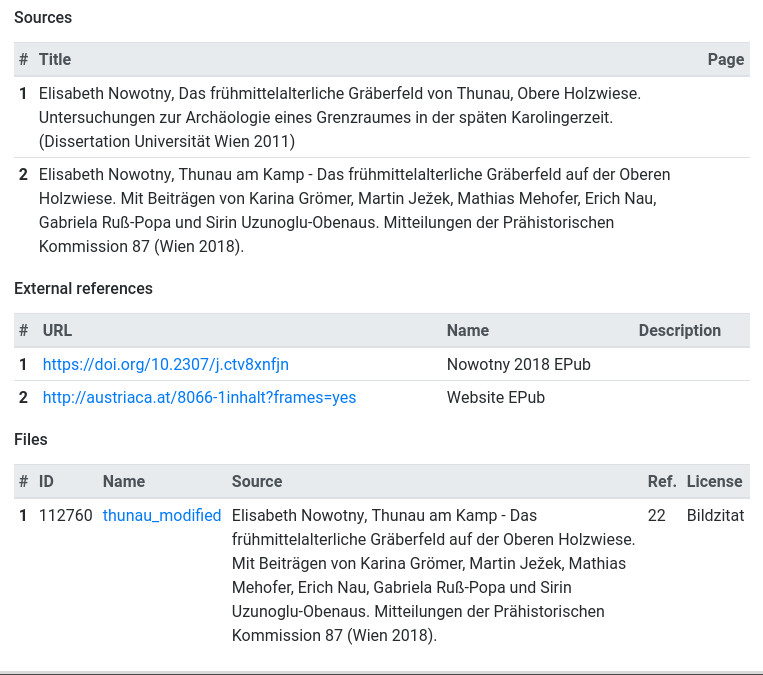 Sources
# Title Page
1 Elisabeth Nowotny, Das frühmittelalterliche Gräberfeld von Thunau, Obere Holzwiese.
Untersuchungen zur Archäologie eines Grenzraumes in der späten Karolingerzeit.
(Dissertation Universität Wien 2011)
2 Elisabeth Nowotny, Thunau am Kamp - Das frühmittelalterliche Gräberfeld auf der Oberen
Holzwiese. Mit Beiträgen von Karina Grömer, Martin Ježek, Mathias Mehofer, Erich Nau,
Gabriela Ruß-Popa und Sirin Uzunoglu-Obenaus. Mitteilungen der Prähistorischen
Kommission 87 (Wien 2018).
External references
# URL Name Description
1 https://doi.org/10.2307/j.ctv8xnfjn Nowotny 2018 EPub
2 http://austriaca.at/8066-1inhalt?frames=yes Website EPub
Files
# ID Name Source Ref. License
1 112760 thunau_modified Elisabeth Nowotny, Thunau am Kamp - Das 22 Bildzitat
frühmittelalterliche Gräberfeld auf der Oberen Holzwiese.
Mit Beiträgen von Karina Grömer, Martin Ježek, Mathias
Mehofer, Erich Nau, Gabriela Ruß-Popa und Sirin
Uzunoglu-Obenaus. Mitteilungen der Prähistorischen
Kommission 87 (Wien 2018).